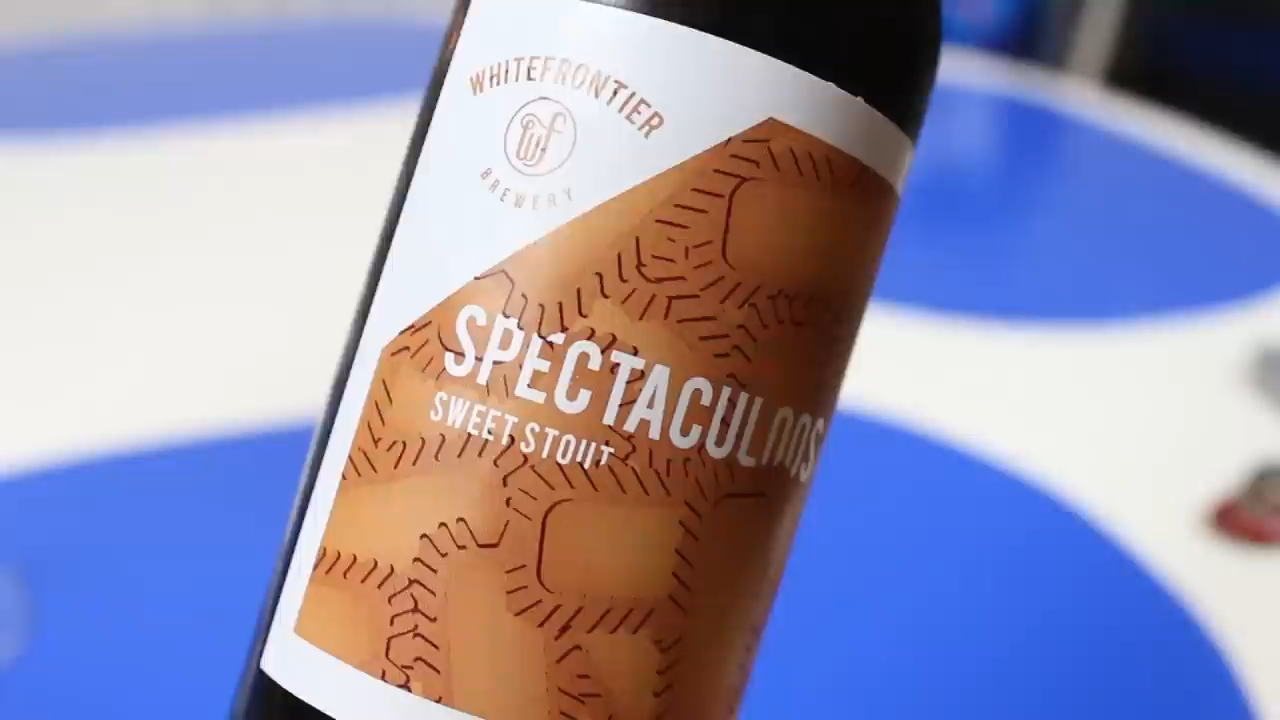 WHITEFRONTIER
WF
BREWERY
SPECTACULOOS
SWEET STOUT